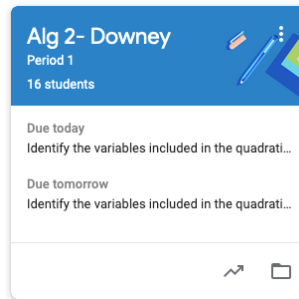 Alg 2- Downey
Period 1
16 students
Due today
Identify the variables included in the quadrati...
Due tomorrow
Identify the variables included in the quadrati...